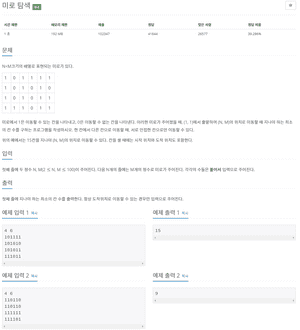 미로 탐색
시간 제한 메모리 제한 제출 정답 맞힌 사람 정답 비율
1 초 192 MB
문제
N×M크기의 배열로 표현되는 미로가 있다.
1 0 1 1 1 1
1 0 1 0 1 0
1 0 1 0 1 1
1 1 1 0 1 1
미로에서 1은 이동할 수 있는 칸을 나타내고, 0은 이동할 수 없는 칸을 나타낸다. 이러한 미로가 주어졌을 때, (1, 1)에서 출발하여 (N, M)의 위치로 이동할 때 지나야 하는 최소
의 칸 수를 구하는 프로그램을 작성하시오. 한 칸에서 다른 칸으로 이동할 때, 서로 인접한 칸으로만 이동할 수 있다.
위의 예에서는 15칸을 지나야 (N, M)의 위치로 이동할 수 있다. 칸을 셀 때에는 시작 위치와 도착 위치도 포함한다.
입력
첫째 줄에 두 정수 N, M(2 ≤ N, M ≤ 100)이 주어진다. 다음 N개의 줄에는 M개의 정수로 미로가 주어진다. 각각의 수들은 붙어서 입력으로 주어진다.
출력
첫째 줄에 지나야 하는 최소의 칸 수를 출력한다. 항상 도착위치로 이동할 수 있는 경우만 입력으로 주어진다.
예제 입력 1 복사
4 6
101111
101010
101011
111011
예제 출력 1 복사
15
예제 입력 2 복사
4 6
110110
110110
111111
111101
예제 출력 2 복사
9